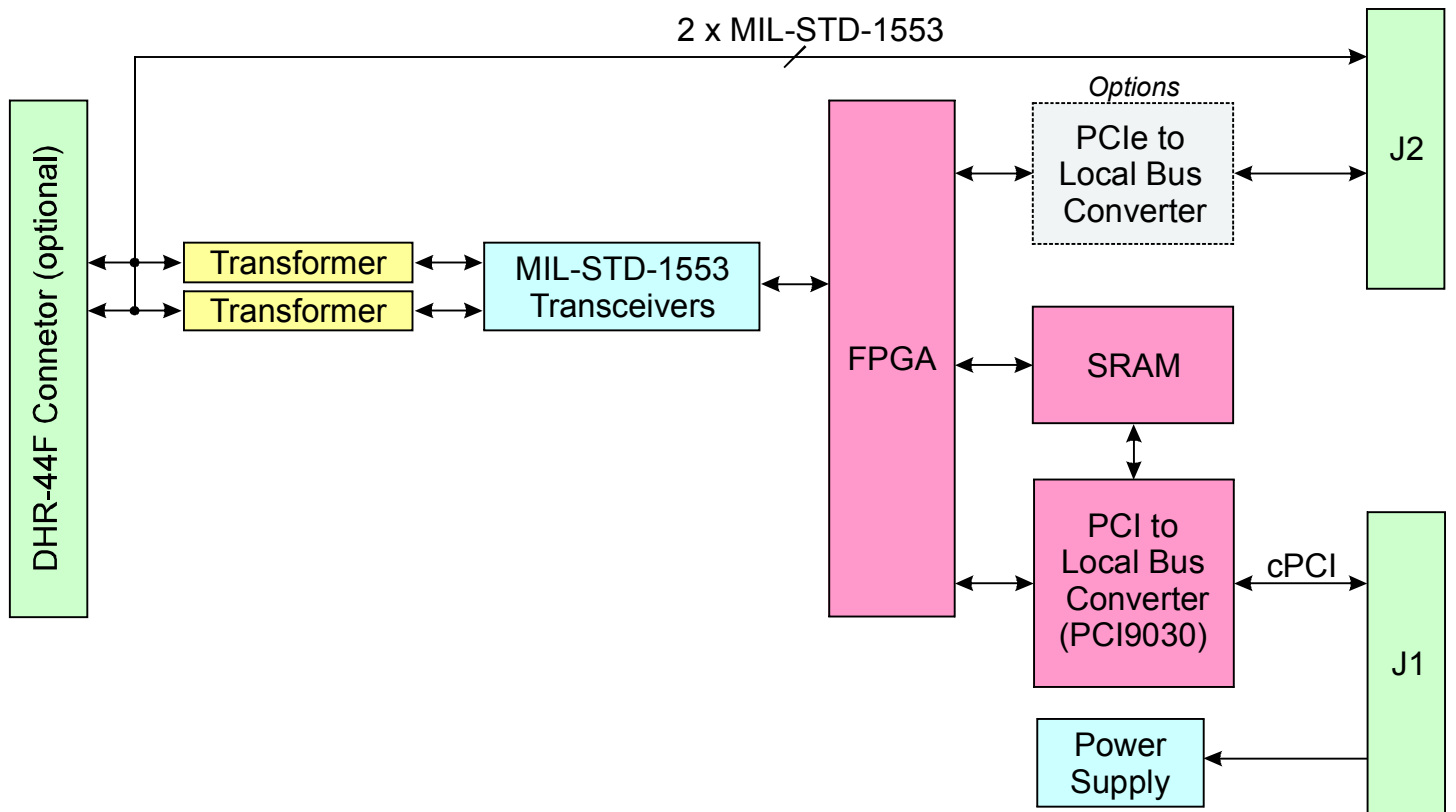 2 x MIL-STD-1553
Options
PCIe to
Local Bus
Converter
J2
DHR-44F Connetor (optional)
Transformer
Transformer
MIL-STD-1553
Transceivers
FPGA
SRAM
PCI to
Local Bus
Converter
(PCI9030)
cPCI
J1
Power
Supply